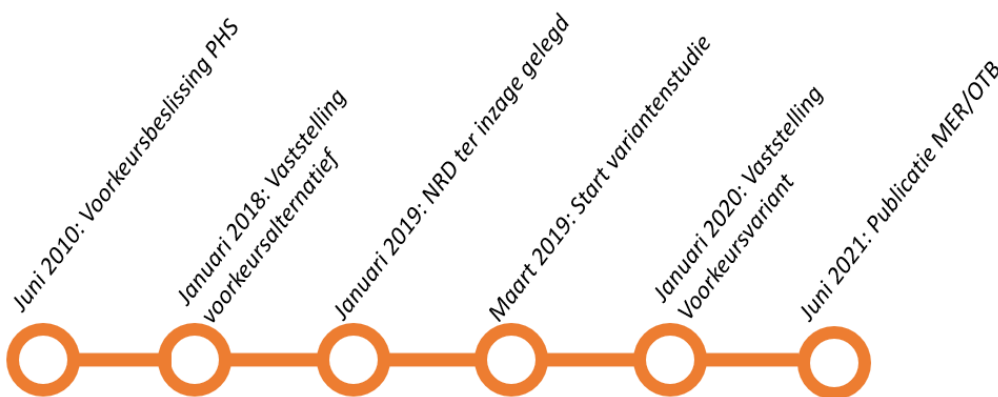 Juni 2010: Voorkeursbeslissing PHS
Januari 2018: Vaststelling
voorkeursalternatief
Januari 2019: NRD ter inzage gelegd
Maart 2019: Start variantenstudie
Januari 2020: Vaststelling
Voorkeursvariant
Juni 2021: Publicatie MER/OTB